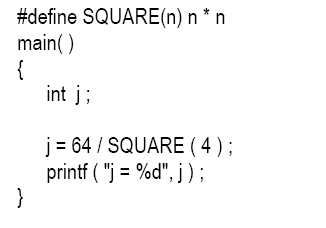 #define SQUARE(n) n * n
main( )
{
int j ;
j = 64 / SQUARE ( 4 ) ;
printf ( "j = %d", j ) ;
}